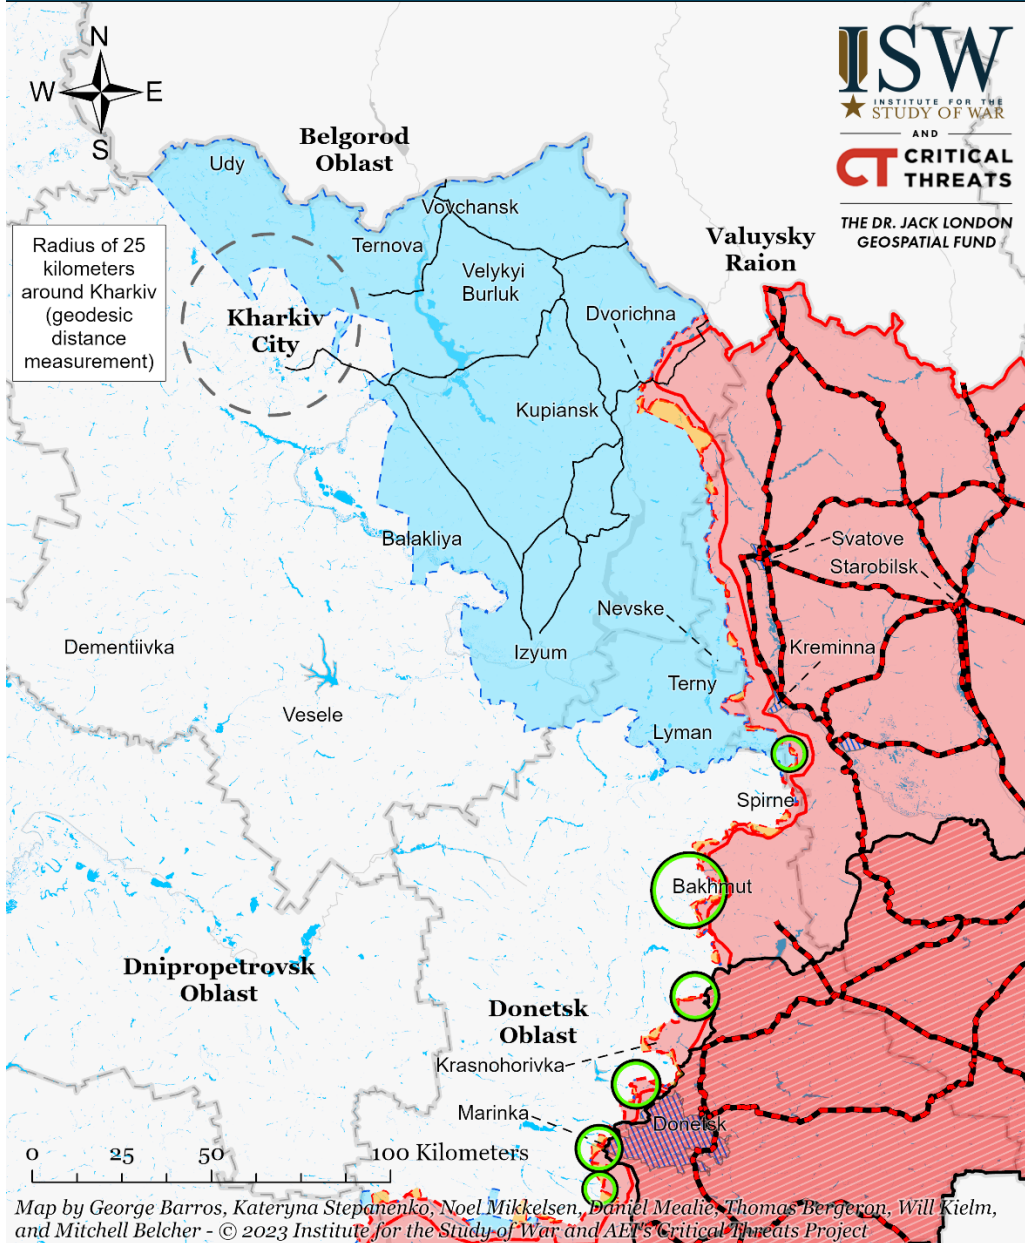 N
W E
S
ISW
INSTITUTE FOR THE
STUDY OF WAR
AND
CT CRITICAL
THREATS
THE DR. JACK LONDON
GEOSPATIAL FUND
Belgorod
Oblast
Udy
Vovchansk
Ternova
Radius of 25
kilometers
around Kharkiv
(geodesic
distance
measurement)
Valuysky
Raion
Velykyi
Burluk
Dvorichna
Kharkiv
City
Kupiansk
Balakliya
Svatove
Starobilsk
Nevske
Dementiivka
Izyum
Kreminna
Terny
Vesele
Lyman
Spirne
Bakhmut
Dnipropetrovsk
Oblast
Donetsk
Oblast
Krasnohorivka
Marinka
Donetsk
0 25 50 100 Kilometers
Map by George Barros, Kateryna Stepanenko, Noel Mikkelsen, Daniel Mealie, Thomas Bergeron, Will Kielm,
and Mitchell Belcher - © 2023 Institute for the Study of War and AEI's Critical Threats Project